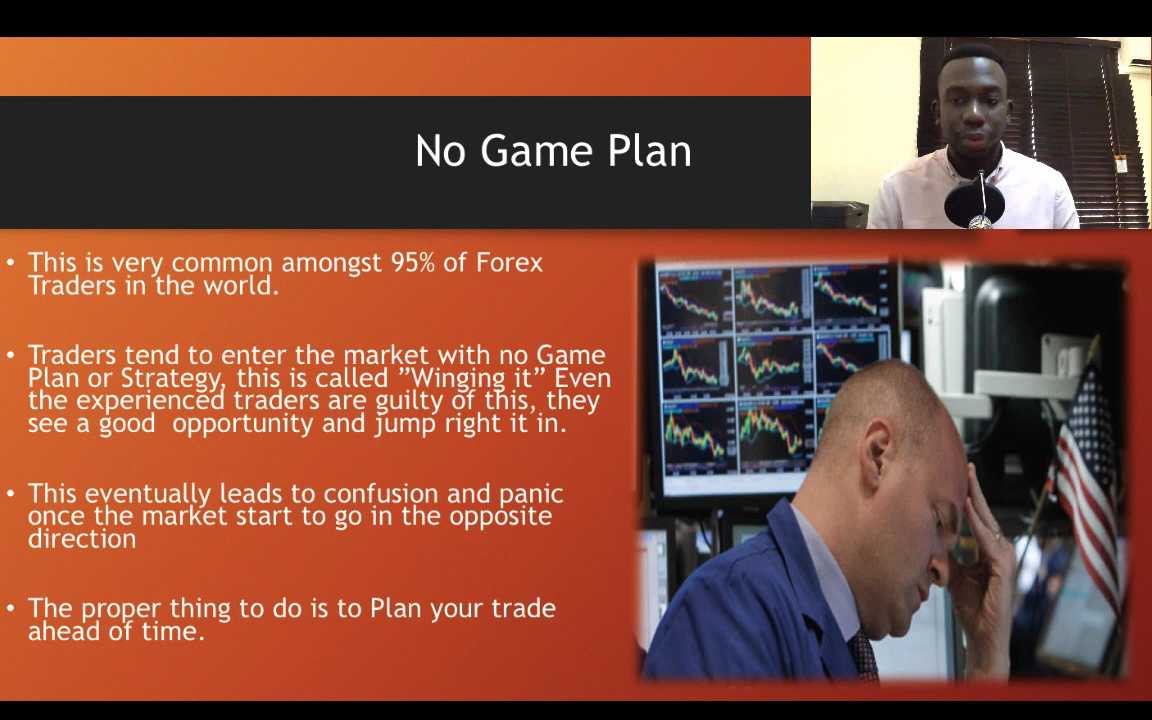 No Game Plan
• This is very common amongst 95% of Forex
Traders in the world.
• Traders tend to enter the market with no Game
Plan or Strategy, this is called ”Winging it” Even
the experienced traders are guilty of this, they
see a good  opportunity and jump right it in.
• This eventually leads to confusion and panic
once the market start to go in the opposite
direction
• The proper thing to do is to Plan your trade
ahead of time.